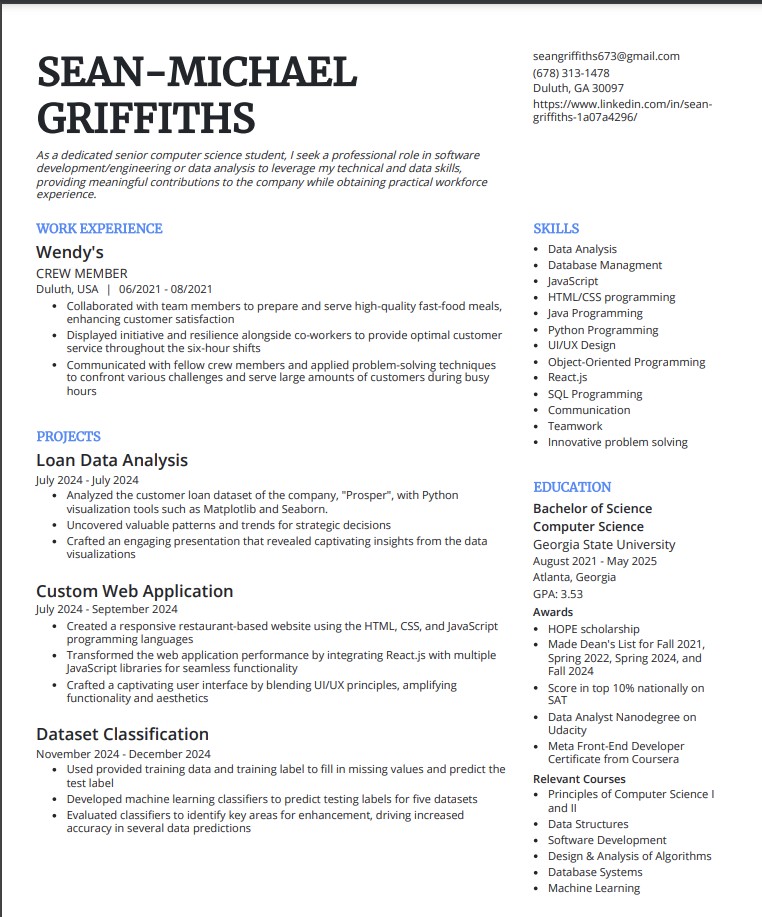 SEAN-MICHAEL
GRIFFITHS
As a dedicated senior computer science student, I seek a professional role in software
development/engineering or data analysis to leverage my technical and data skills,
providing meaningful contributions to the company while obtaining practical workforce
experience.
seangriffiths673@gmail.com
(678) 313-1478
Duluth, GA 30097
https://www.linkedin.com/in/sean-
griffiths-1a07a4296/
WORK EXPERIENCE
Wendy's
CREW MEMBER
Duluth, USA | 06/2021 - 08/2021
• Collaborated with team members to prepare and serve high-quality fast-food meals,
enhancing customer satisfaction
• Displayed initiative and resilience alongside co-workers to provide optimal customer
service throughout the six-hour shifts
• Communicated with fellow crew members and applied problem-solving techniques
to confront various challenges and serve large amounts of customers during busy
hours
PROJECTS
Loan Data Analysis
July 2024 - July 2024
• Analyzed the customer loan dataset of the company, "Prosper", with Python
visualization tools such as Matplotlib and Seaborn.
• Uncovered valuable patterns and trends for strategic decisions
• Crafted an engaging presentation that revealed captivating insights from the data
visualizations
Custom Web Application
July 2024 - September 2024
• Created a responsive restaurant-based website using the HTML, CSS, and JavaScript
programming languages
• Transformed the web application performance by integrating React.js with multiple
JavaScript libraries for seamless functionality
• Crafted a captivating user interface by blending UI/UX principles, amplifying
functionality and aesthetics
Dataset Classification
November 2024 - December 2024
• Used provided training data and training label to fill in missing values and predict the
test label
• Developed machine learning classifiers to predict testing labels for five datasets
• Evaluated classifiers to identify key areas for enhancement, driving increased
accuracy in several data predictions
SKILLS
• Data Analysis
• Database Managment
• JavaScript
• HTML/CSS programming
• Java Programming
• Python Programming
• UI/UX Design
• Object-Oriented Programming
• React.js
• SQL Programming
• Communication
• Teamwork
• Innovative problem solving
EDUCATION
Bachelor of Science
Computer Science
Georgia State University
August 2021 - May 2025
Atlanta, Georgia
GPA: 3.53
Awards
• HOPE scholarship
• Made Dean's List for Fall 2021,
Spring 2022, Spring 2024, and
Fall 2024
• Score in top 10% nationally on
SAT
• Data Analyst Nanodegree on
Udacity
• Meta Front-End Developer
Certificate from Coursera
Relevant Courses
• Principles of Computer Science I
and II
• Data Structures
• Software Development
• Design & Analysis of Algorithms
• Database Systems
• Machine Learning